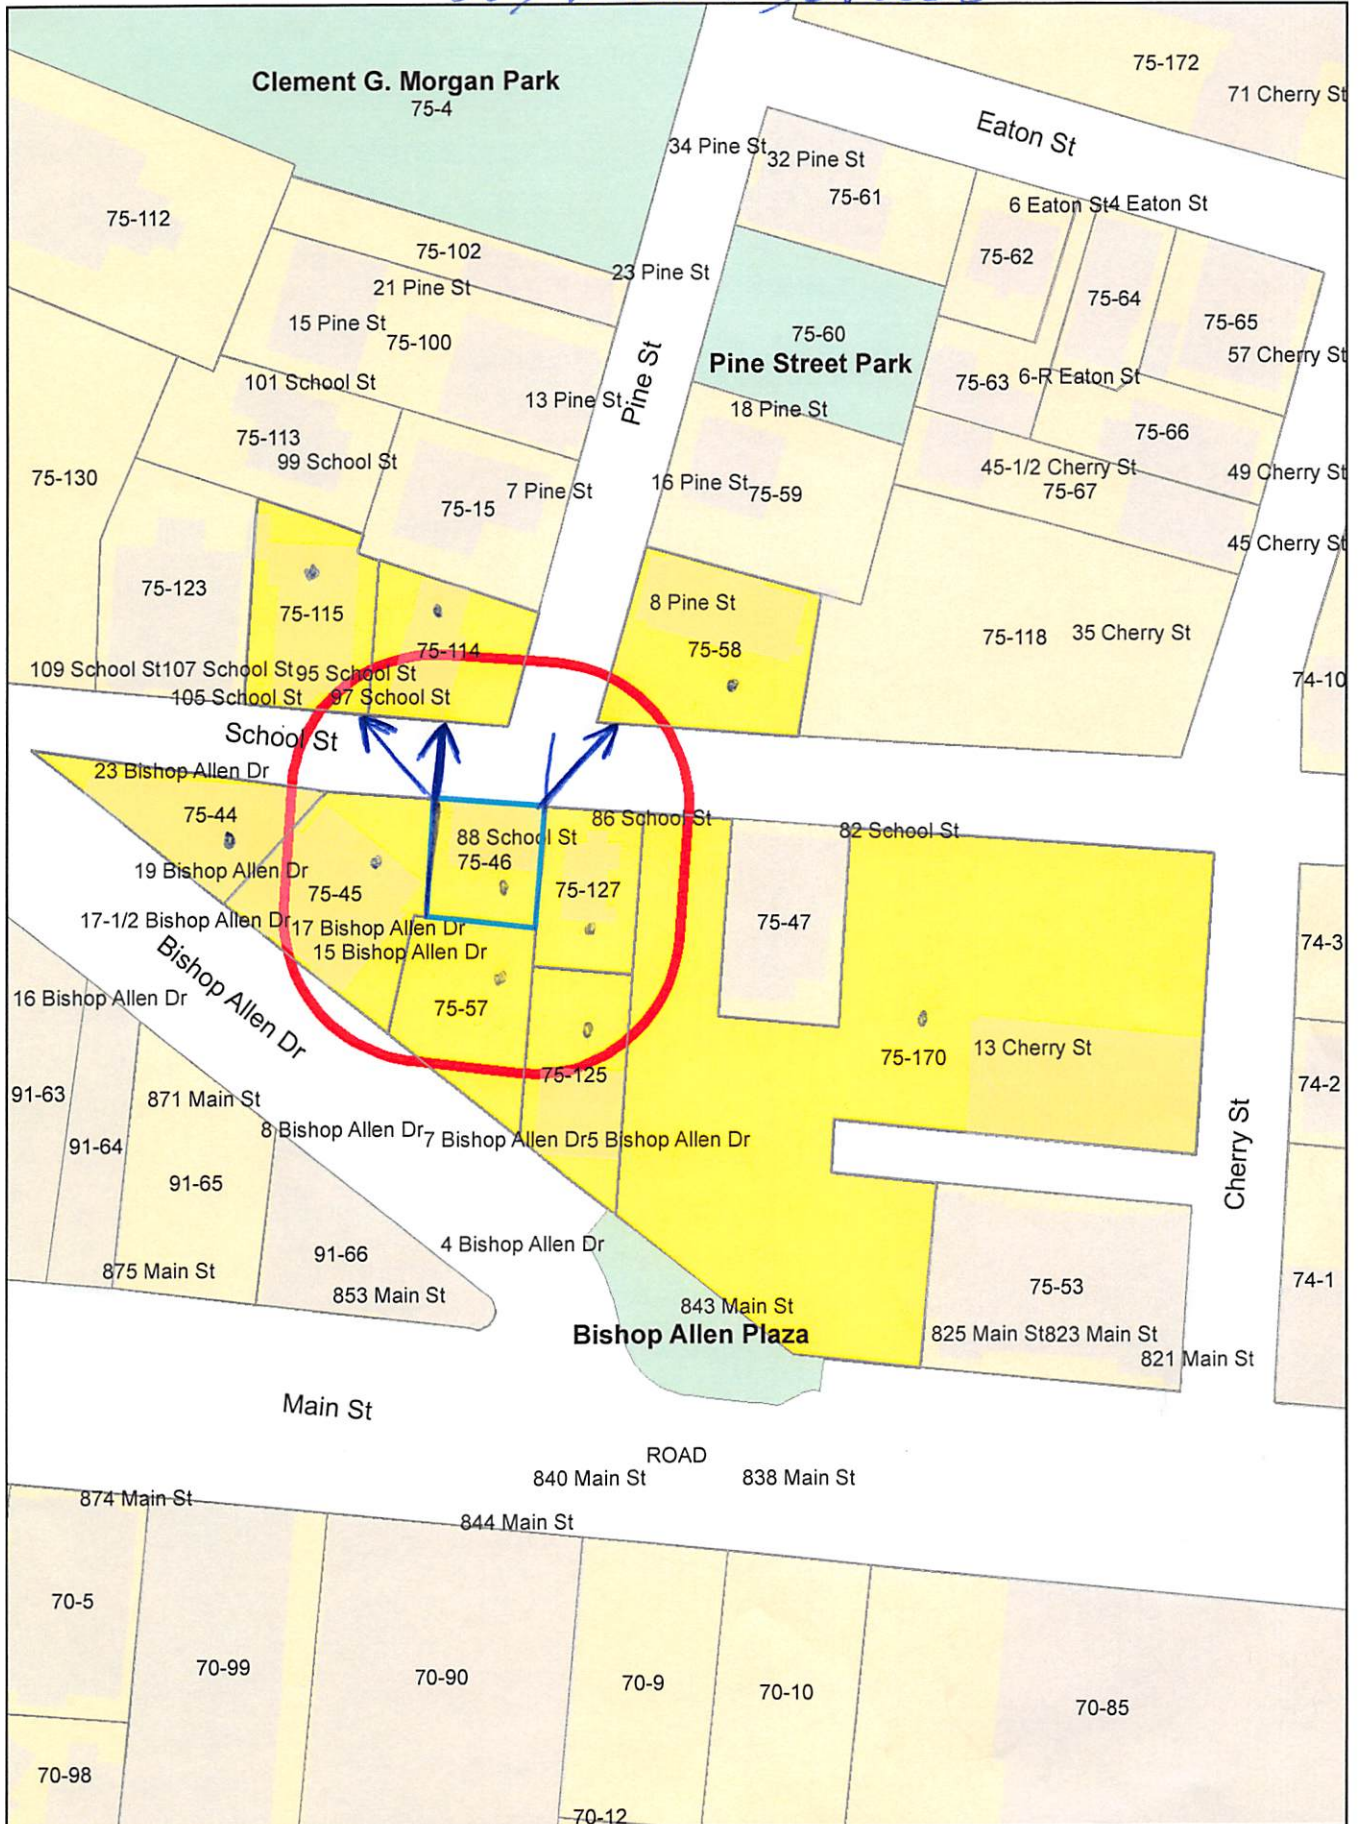 Clement G. Morgan Park
75-4
75-172
71 Cherry St
Eaton St
34 Pine St
32 Pine St
75-61
6 Eaton St
4 Eaton St
75-112
75-102
23 Pine St
75-62
21 Pine St
75-64
15 Pine St
75-100
75-60
75-65
Pine Street Park
57 Cherry St
101 School St
13 Pine St
Pine St
75-63
6-R Eaton St
18 Pine St
75-113
99 School St
75-66
75-130
45-1/2 Cherry St
49 Cherry St
7 Pine St
16 Pine St
75-59
75-67
75-15
45 Cherry St
75-123
75-115
8 Pine St
75-114
75-58
75-118
35 Cherry St
109 School St
107 School St
95 School St
74-10
105 School St
97 School St
School St
23 Bishop Allen Dr
75-44
86 School St
82 School St
88 School St
75-46
19 Bishop Allen Dr
75-45
75-127
17-1/2 Bishop Allen Dr
17 Bishop Allen Dr
75-47
15 Bishop Allen Dr
74-3
Bishop Allen Dr
16 Bishop Allen Dr
75-57
75-170
13 Cherry St
75-125
74-2
91-63
871 Main St
8 Bishop Allen Dr
7 Bishop Allen Dr
5 Bishop Allen Dr
91-64
Cherry St
91-65
91-66
4 Bishop Allen Dr
875 Main St
853 Main St
75-53
74-1
843 Main St
Bishop Allen Plaza
825 Main St
823 Main St
821 Main St
Main St
ROAD
840 Main St
838 Main St
874 Main St
844 Main St
70-5
70-99
70-90
70-9
70-10
70-85
70-98
70-12